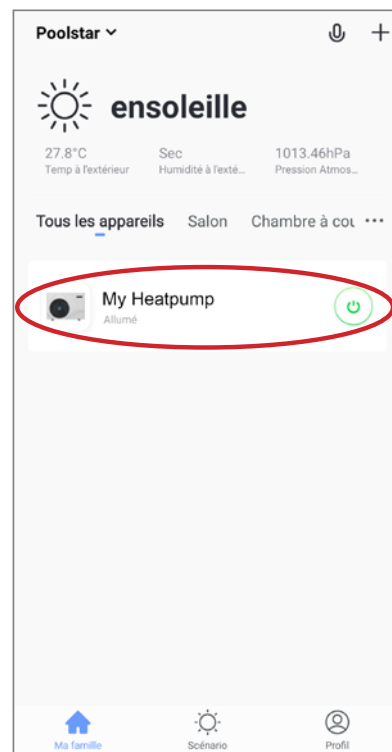 Poolstar
ensoleille
27.8°C Sec 1013.46hPa
Temp à l'extérieur Humidité à l'exté... Pression Atmos...
Tous les appareils Salon Chambre à cou ...
My Heatpump
Allumé
Ma famille Scénario Profil